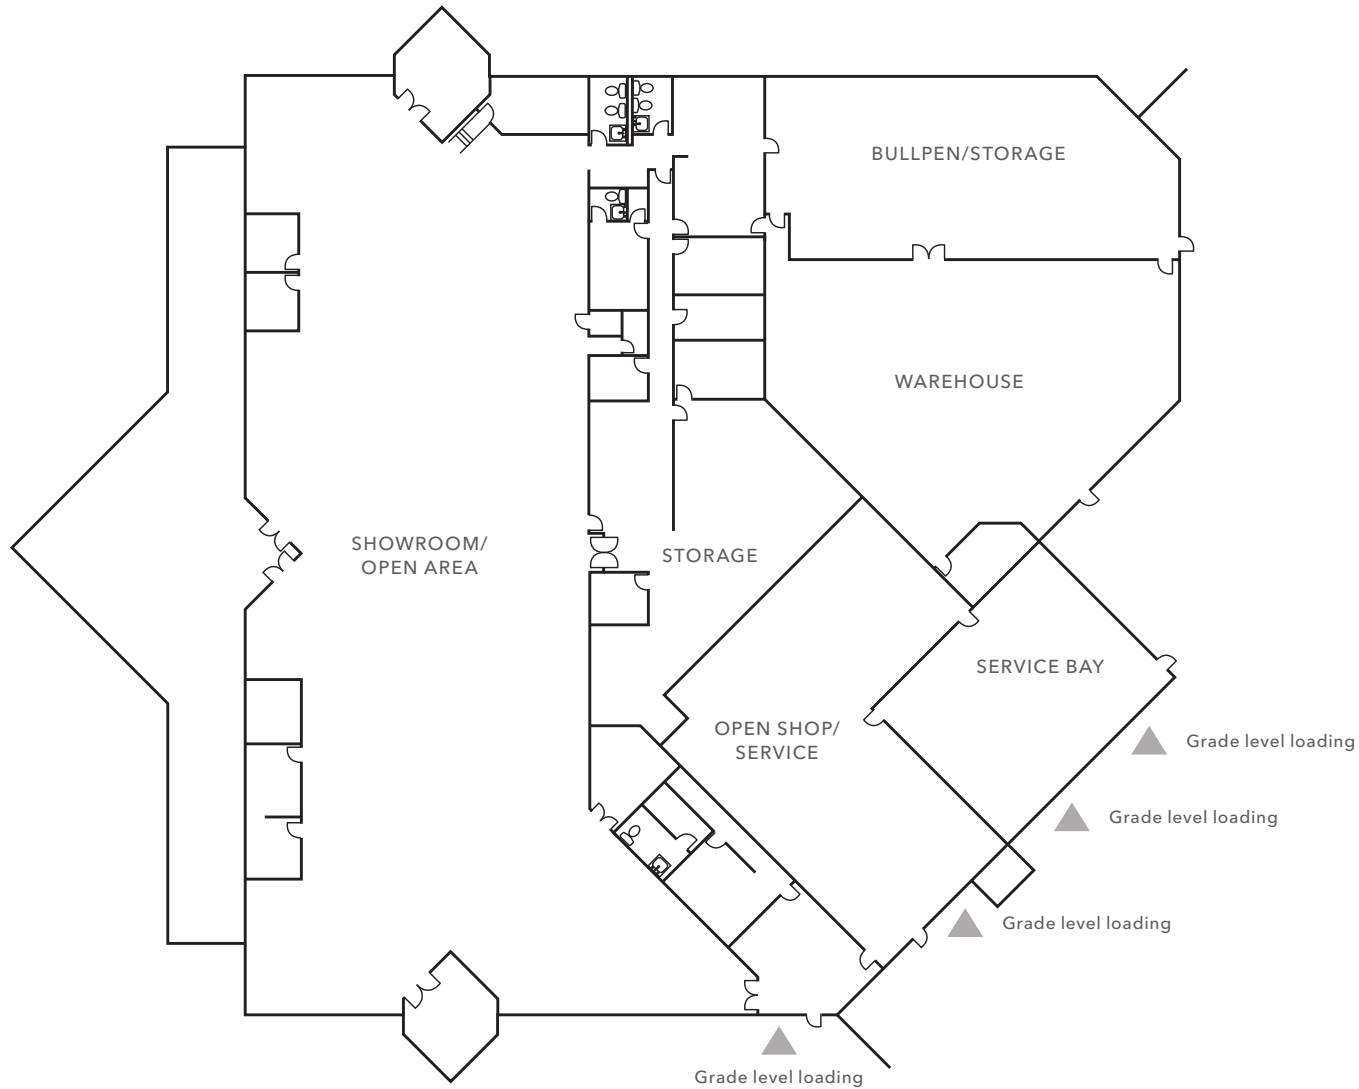 BULLPEN/STORAGE
WAREHOUSE
SHOWROOM/
OPEN AREA
STORAGE
SERVICE BAY
OPEN SHOP/
SERVICE
Grade level loading
Grade level loading
Grade level loading
Grade level loading